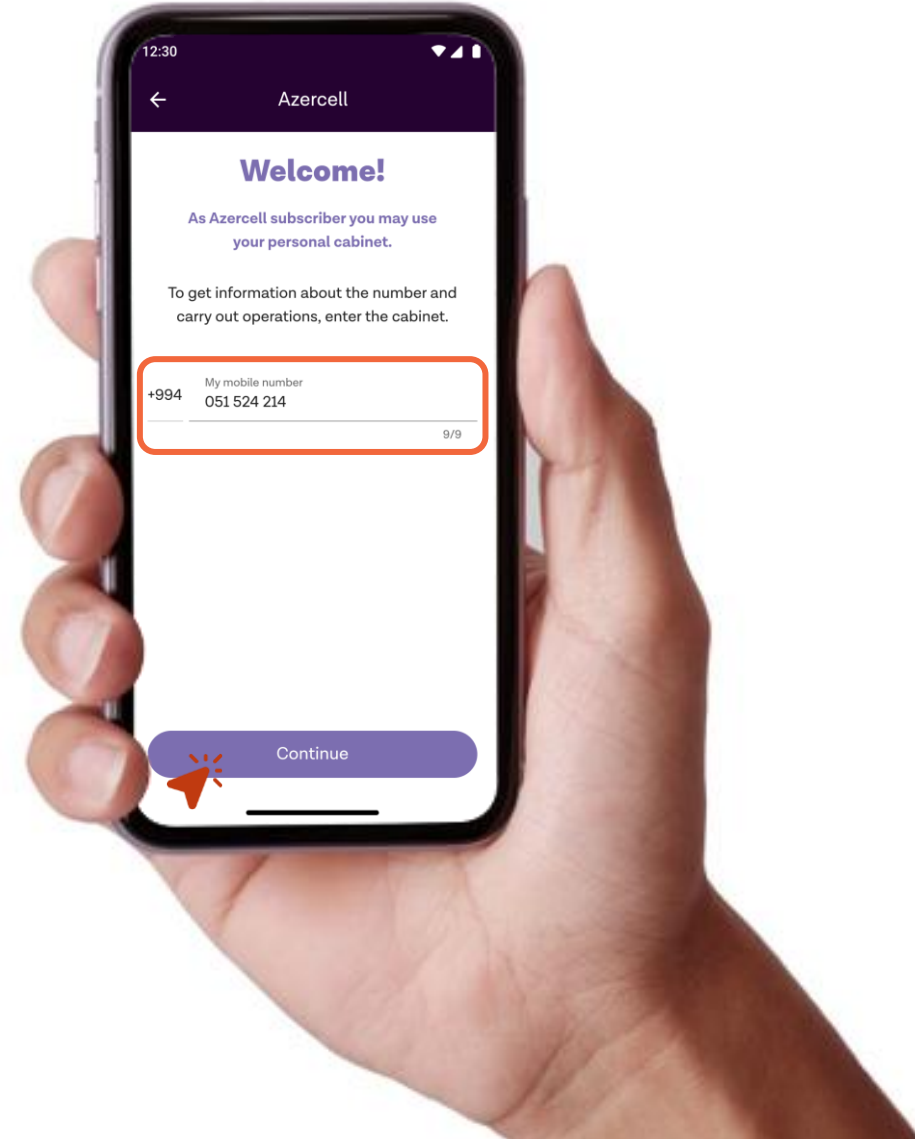 12:30
Azercell
Welcome!
As Azercell subscriber you may use
your personal cabinet.
To get information about the number and
carry out operations, enter the cabinet.
My mobile number
+994 051 524 214
9/9
Continue